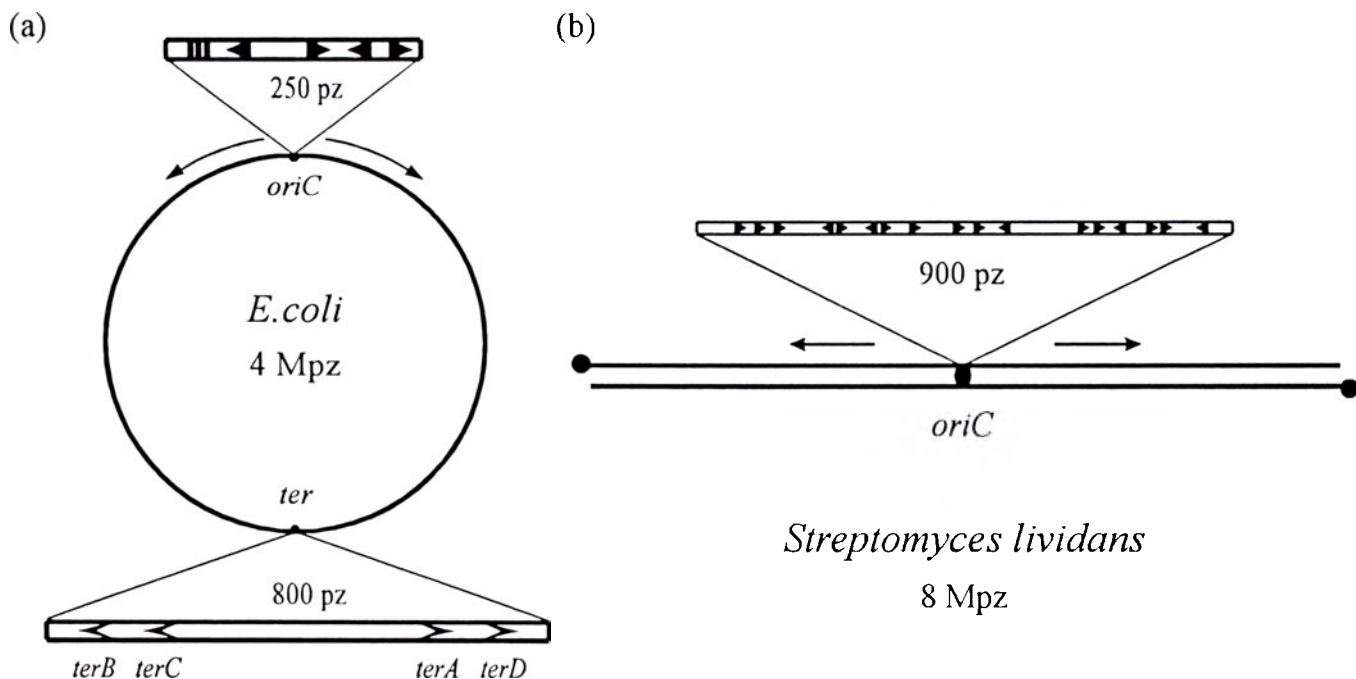 (a)
250 pz
oriC
E.coli
4 Mpz
ter
800 pz
terB terC terA terD
(b)
900 pz
oriC
Streptomyces lividans
8 Mpz